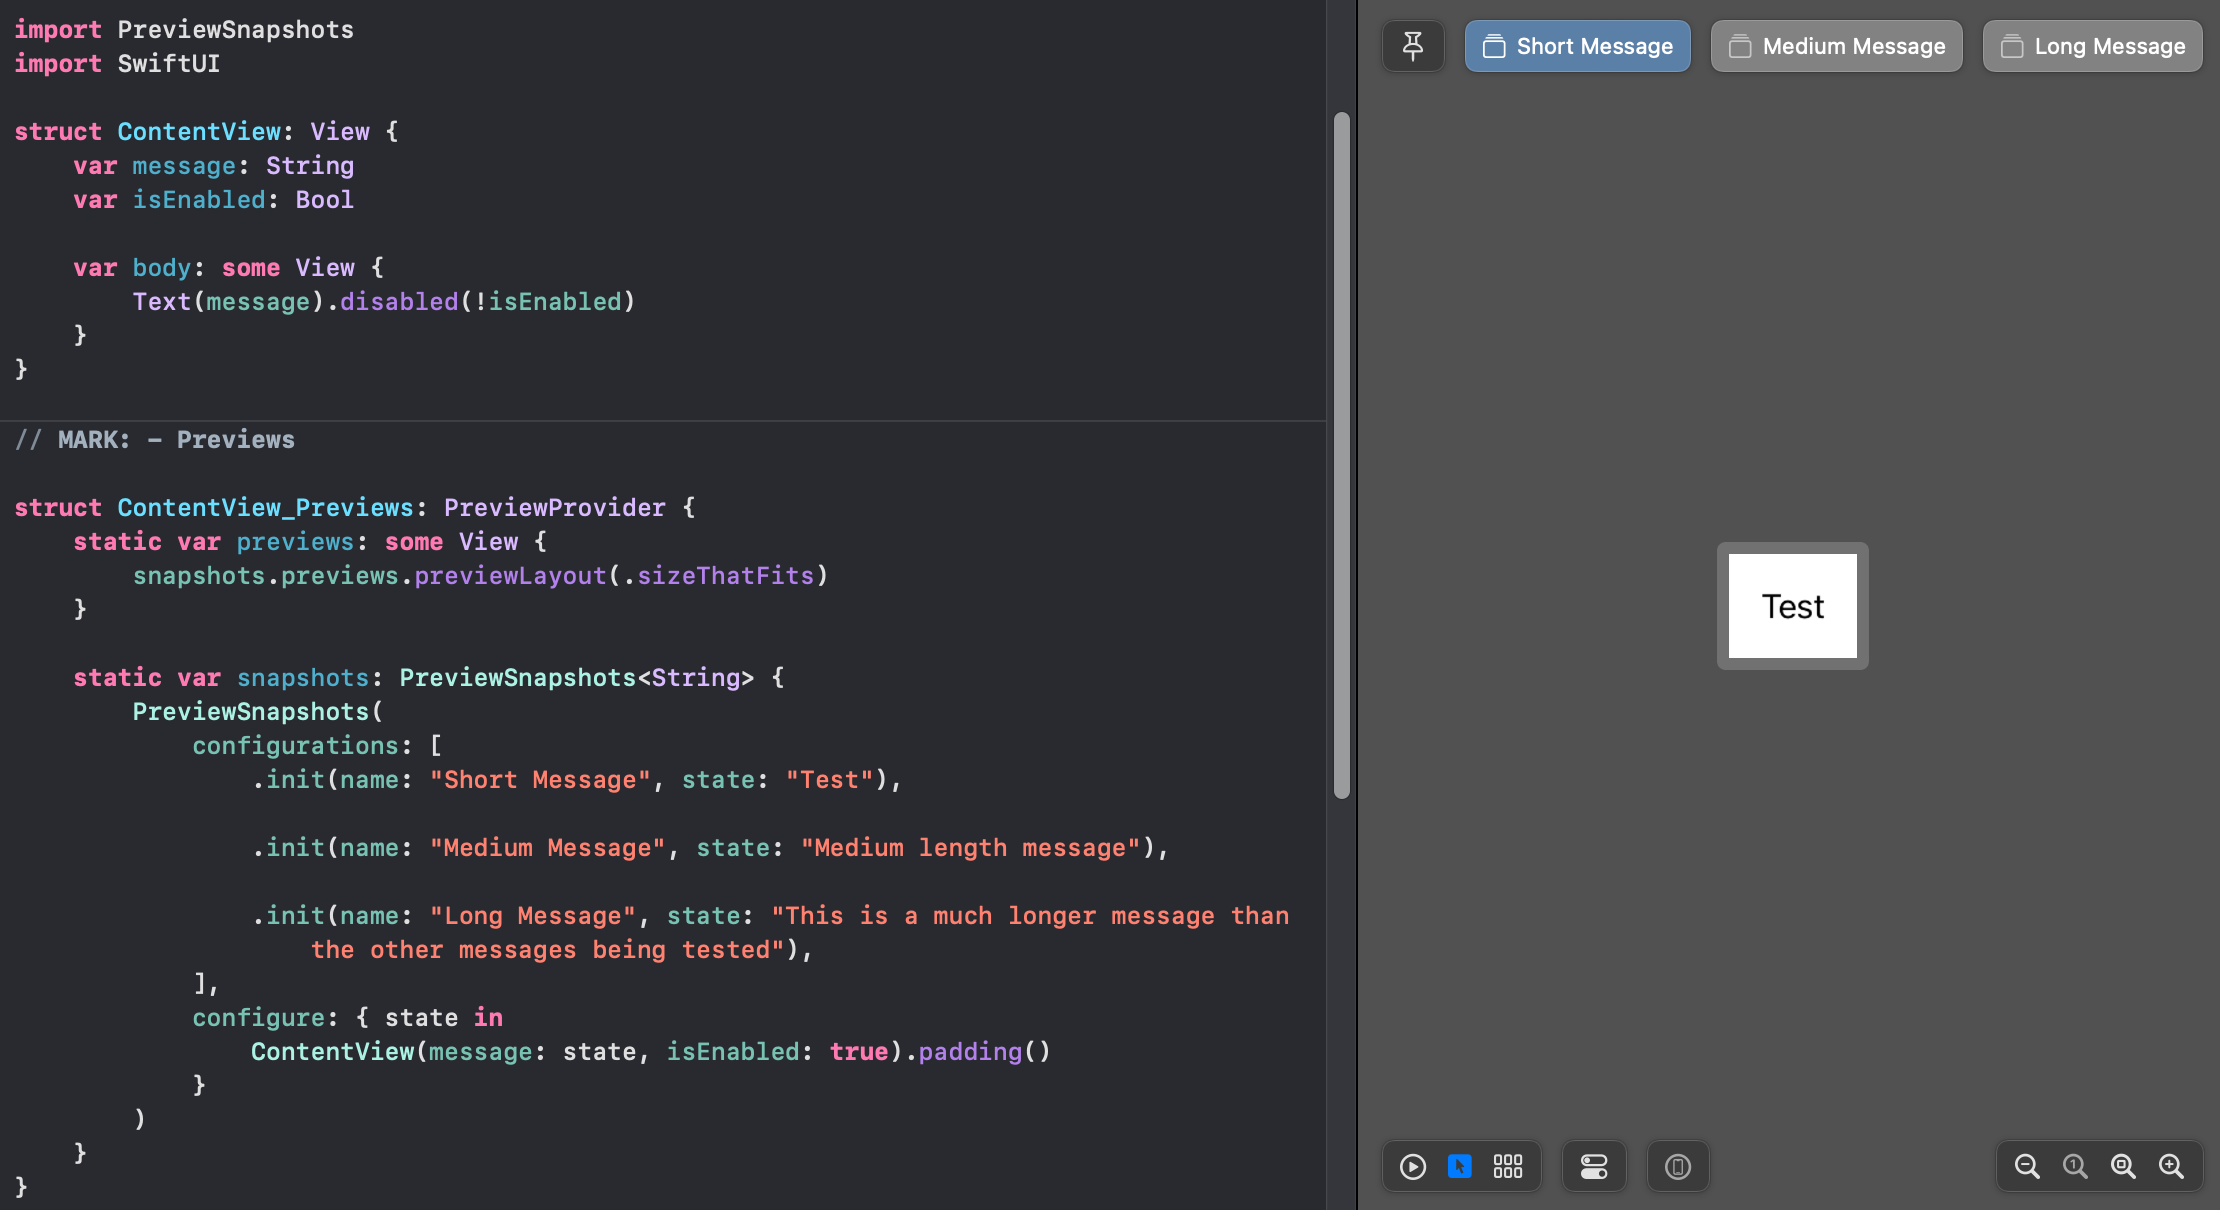 import PreviewSnapshots
import SwiftUI

struct ContentView: View {
    var message: String
    var isEnabled: Bool

    var body: some View {
        Text(message).disabled(!isEnabled)
    }
}

// MARK: - Previews

struct ContentView_Previews: PreviewProvider {
    static var previews: some View {
        snapshots.previews.previewLayout(.sizeThatFits)
    }

    static var snapshots: PreviewSnapshots<String> {
        PreviewSnapshots(
            configurations: [
                .init(name: "Short Message", state: "Test"),

                .init(name: "Medium Message", state: "Medium length message"),

                .init(name: "Long Message", state: "This is a much longer message than
                    the other messages being tested"),
            ],
            configure: { state in
                ContentView(message: state, isEnabled: true).padding()
            }
        )
    }
}
Short Message
Medium Message
Long Message
Test
1